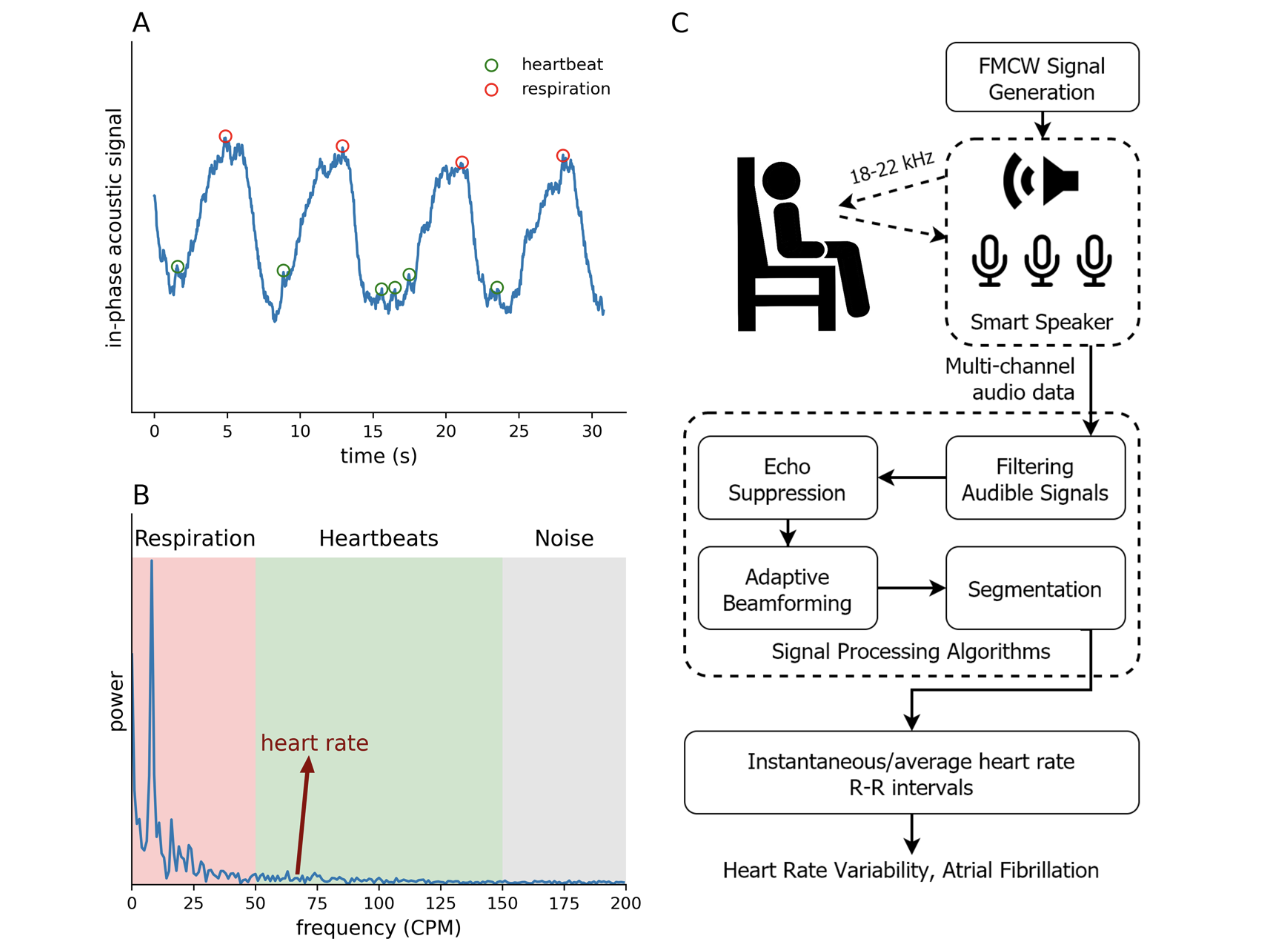 A
heartbeat
respiration
in-phase acoustic signal
0 5 10 15 20 25 30
time (s)
B
Respiration Heartbeats Noise
heart rate
power
0 25 50 75 100 125 150 175 200
frequency (CPM)
C
FMCW Signal
Generation
18-22 kHz
Smart Speaker
Multi-channel
audio data
Filtering
Audible Signals
Echo
Suppression
Adaptive
Beamforming
Segmentation
Signal Processing Algorithms
Instantaneous/average heart rate
R-R intervals
Heart Rate Variability, Atrial Fibrillation